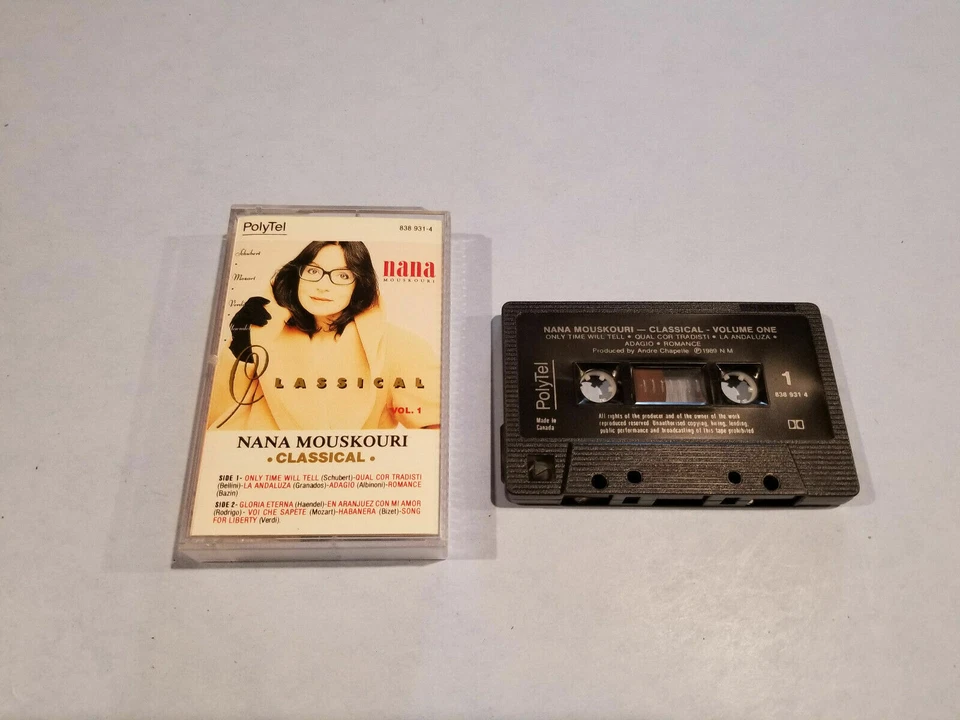 PolyTel 838 931-4
Schubert
Mozart
Verdi
nana
MOUSKOURI
CLASSICAL
VOL. 1
NANA MOUSKOURI
• CLASSICAL •
SIDE 1 - ONLY TIME WILL TELL (Schubert)-QUAL COR TRADISTI
(Bellini)-LA ANDALUZA (Granados)-ADAGIO (Albinoni)-ROMANCE
(Bazin)
SIDE 2 - GLORIA ETERNA (Haendel)-EN ARANJUEZ CON MI AMOR
(Rodrigo)- VOI CHE SAPETE (Mozart)-HABANERA (Bizet)-SONG
FOR LIBERTY (Verdi)
NANA MOUSKOURI — CLASSICAL - VOLUME ONE
ONLY TIME WILL TELL • QUAL COR TRADISTI • LA ANDALUZA •
ADAGIO • ROMANCE
Produced by André Chapelle ℗1989 N M
PolyTel
1
838 931 4
Made in
Canada
All rights of the producer and of the owner of the work
reproduced reserved. Unauthorised copying, hiring, lending,
public performance and broadcasting of this tape prohibited